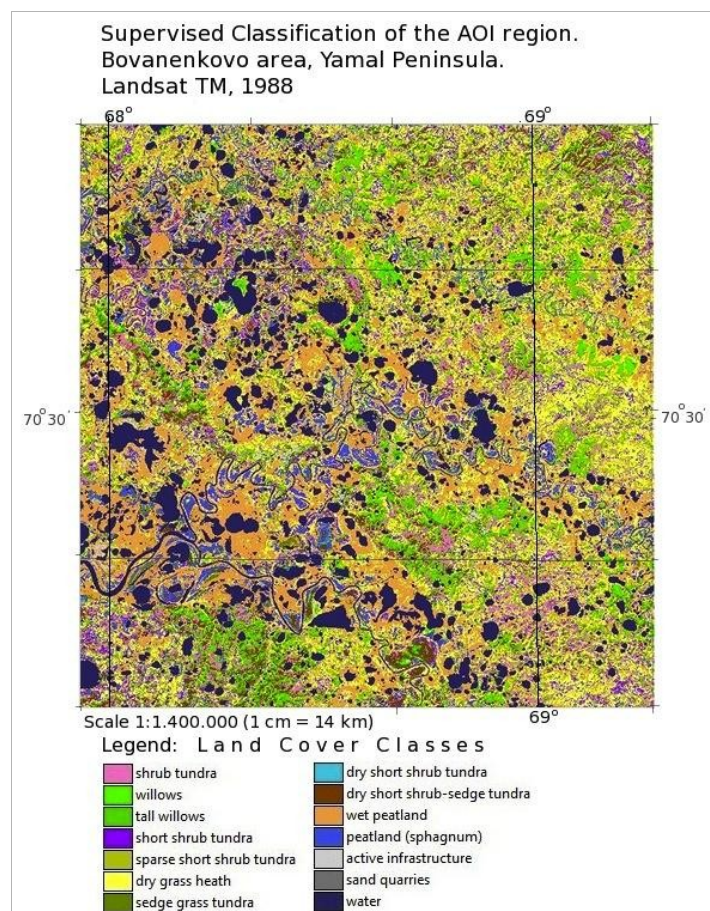 Supervised Classification of the AOI region.
Bovanenkovo area, Yamal Peninsula.
Landsat TM, 1988
68° 69°
70°30' 70°30'
69°
Scale 1:1.400.000 (1 cm = 14 km)
Legend: Land Cover Classes
shrub tundra
willows
tall willows
short shrub tundra
sparse short shrub tundra
dry grass heath
sedge grass tundra
dry short shrub tundra
dry short shrub-sedge tundra
wet peatland
peatland (sphagnum)
active infrastructure
sand quarries
water